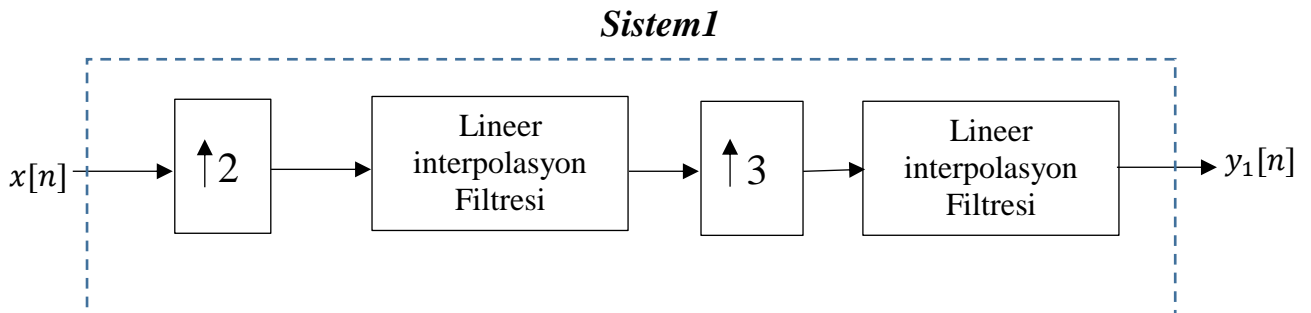 Sistem1
x[n]
↑2
Lineer
interpolasyon
Filtresi
↑3
Lineer
interpolasyon
Filtresi
y₁[n]